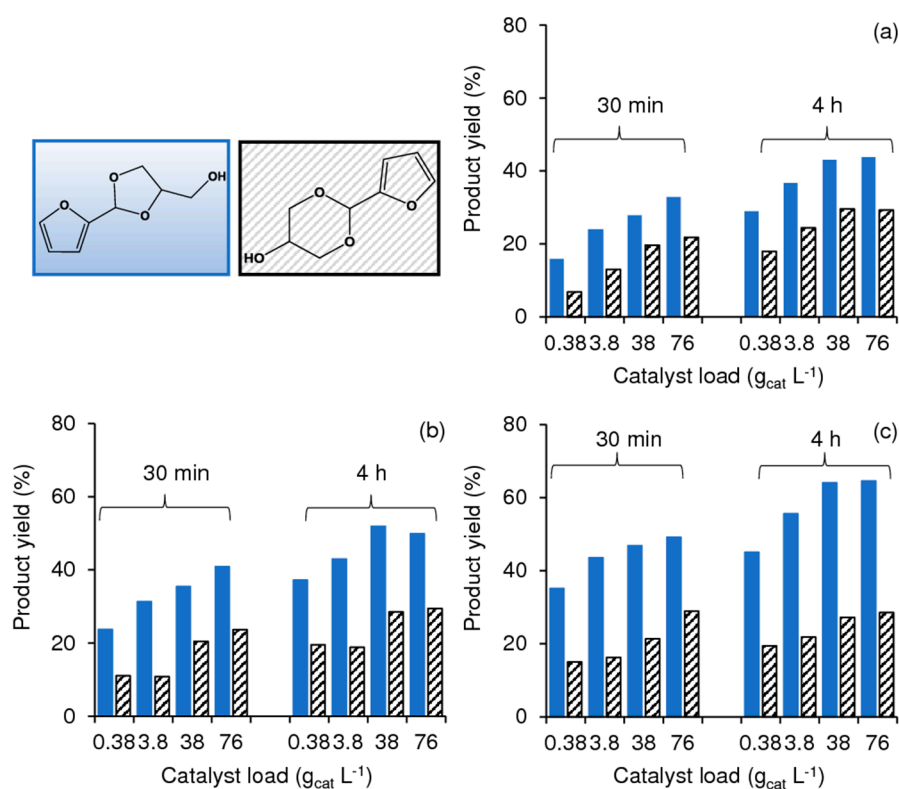 O
O
O
OH
O
O
O
HO
(a)
80
60
40
20
0
Product yield (%)
30 min
4 h
0.38 3.8 38 76 0.38 3.8 38 76
Catalyst load (gcat L-1)
(b)
80
60
40
20
0
Product yield (%)
30 min
4 h
0.38 3.8 38 76 0.38 3.8 38 76
Catalyst load (gcat L-1)
(c)
80
60
40
20
0
Product yield (%)
30 min
4 h
0.38 3.8 38 76 0.38 3.8 38 76
Catalyst load (gcat L-1)